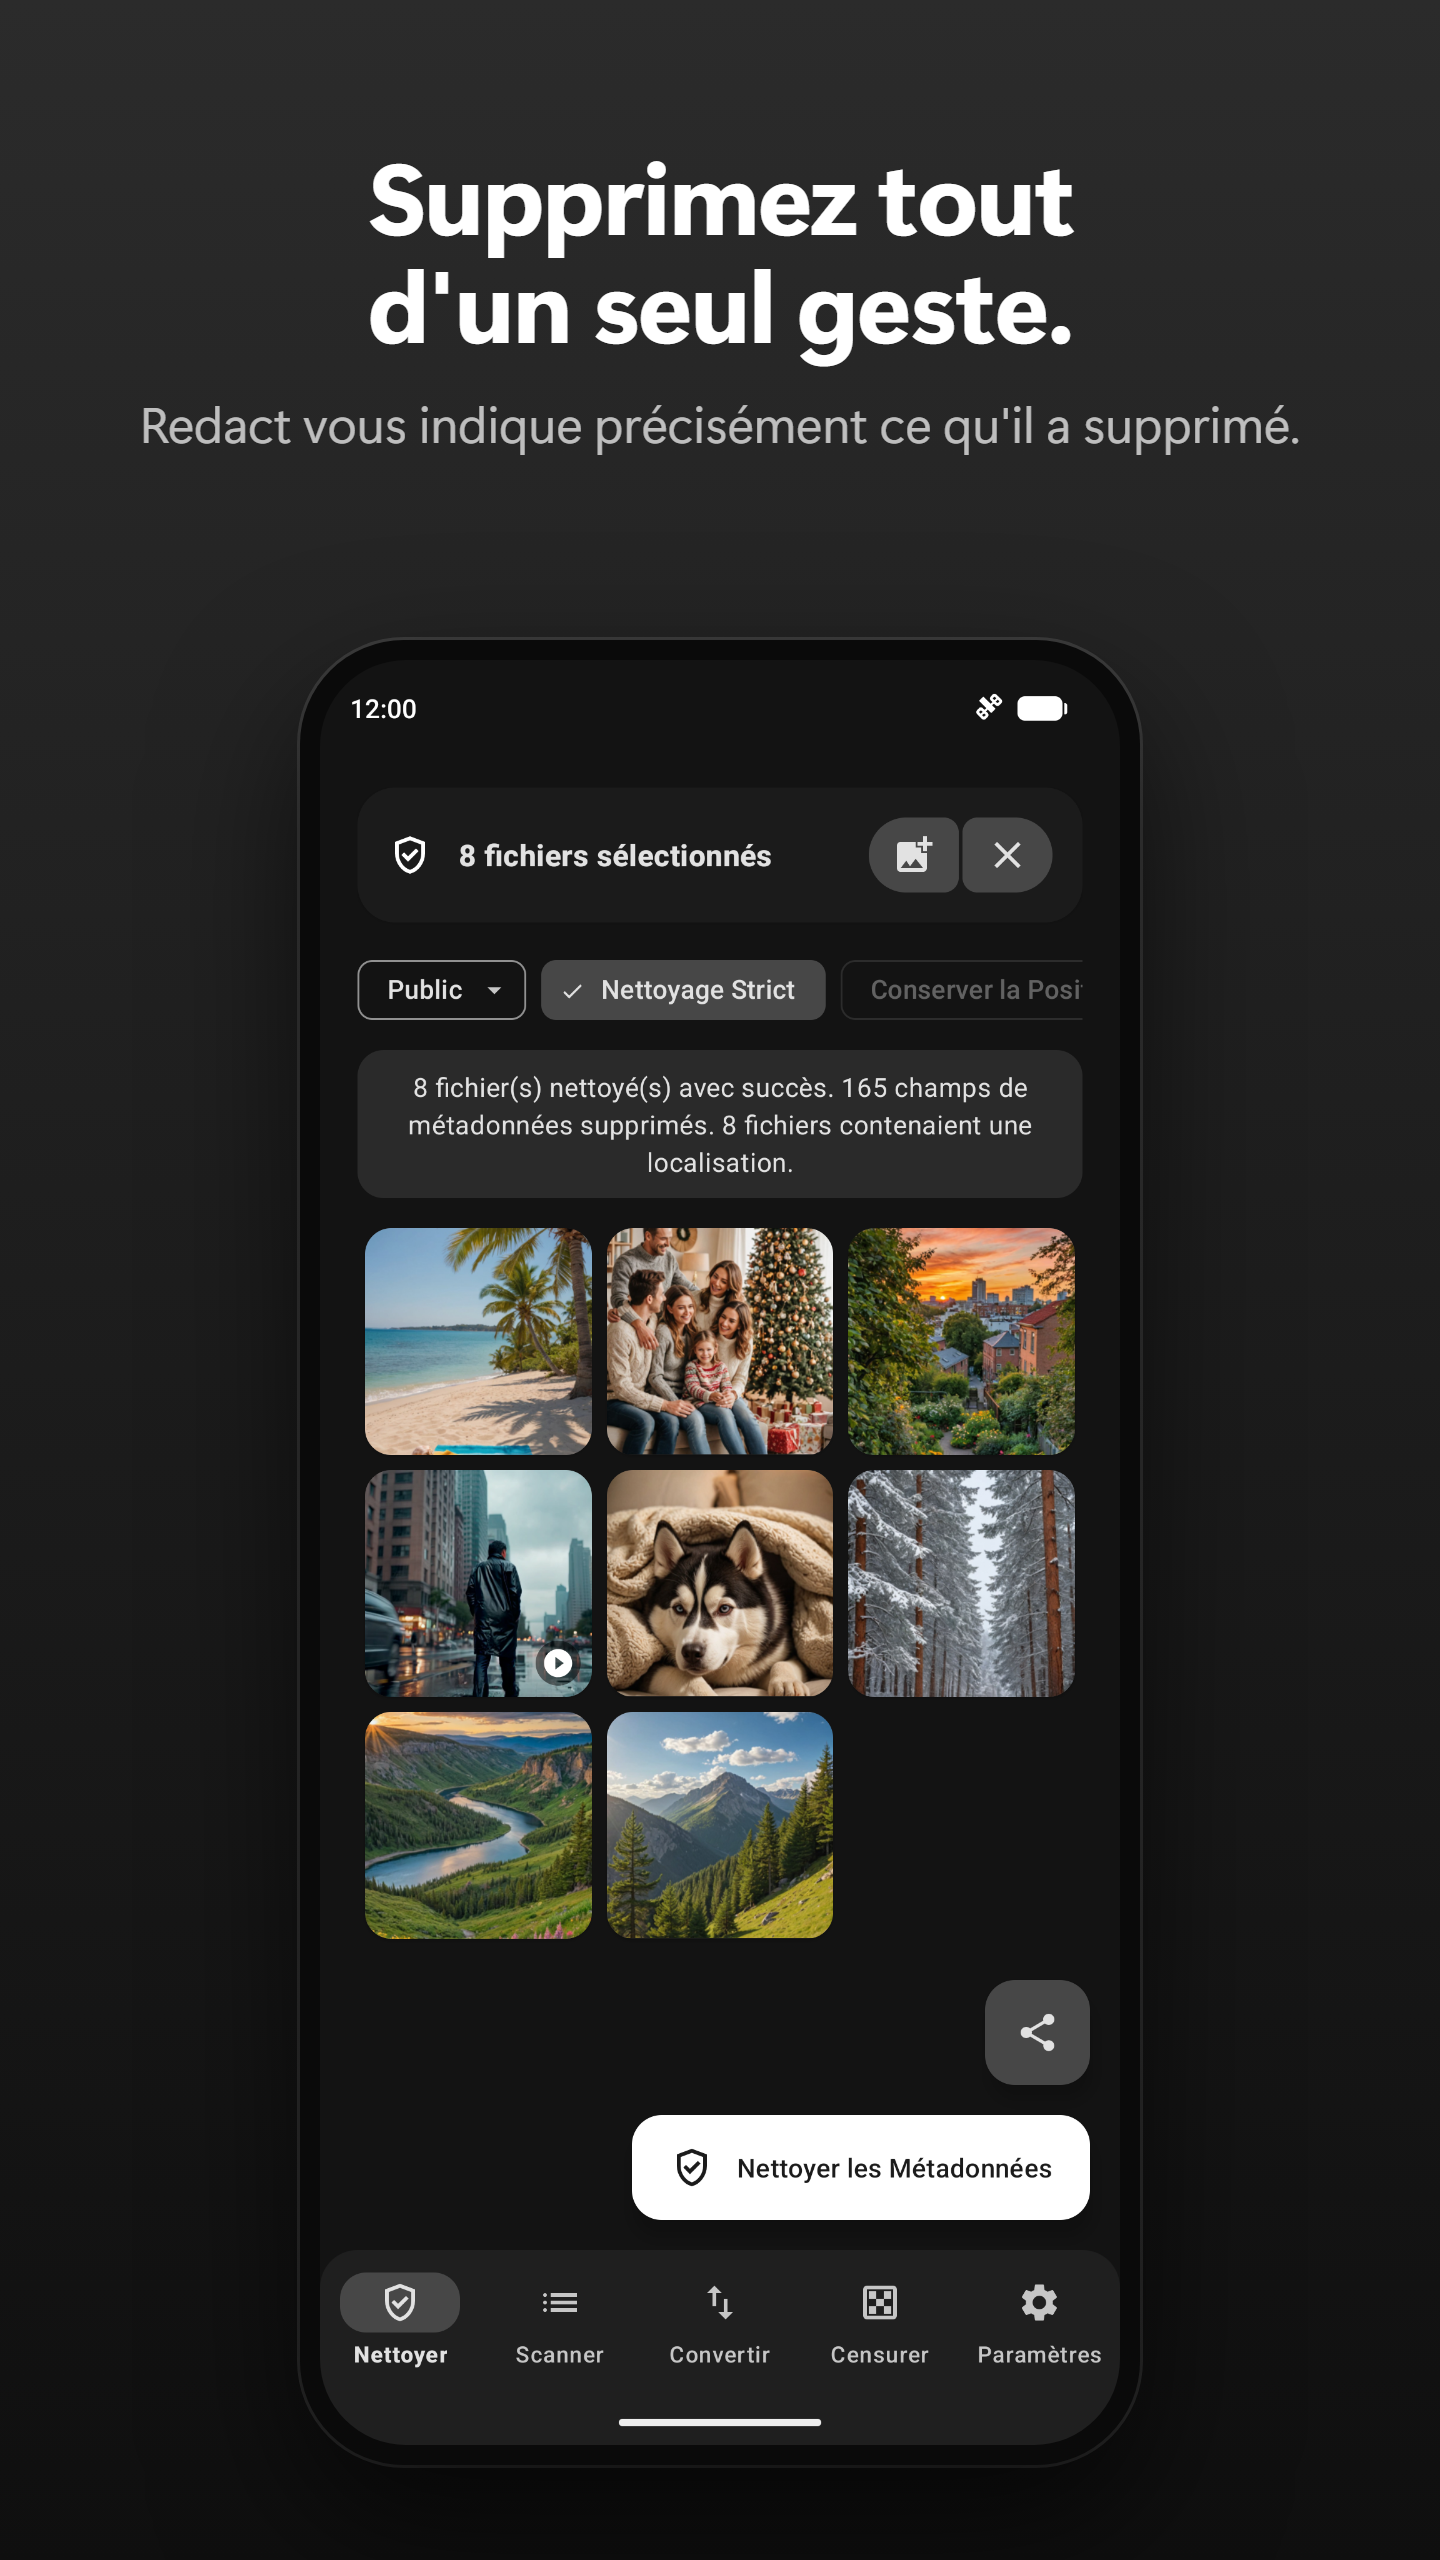 Supprimez tout
d'un seul geste.
Redact vous indique précisément ce qu'il a supprimé.
12:00
8 fichiers sélectionnés
Public
Nettoyage Strict
Conserver la Posi
8 fichier(s) nettoyé(s) avec succès. 165 champs de
métadonnées supprimés. 8 fichiers contenaient une
localisation.
Nettoyer les Métadonnées
Nettoyer
Scanner
Convertir
Censurer
Paramètres